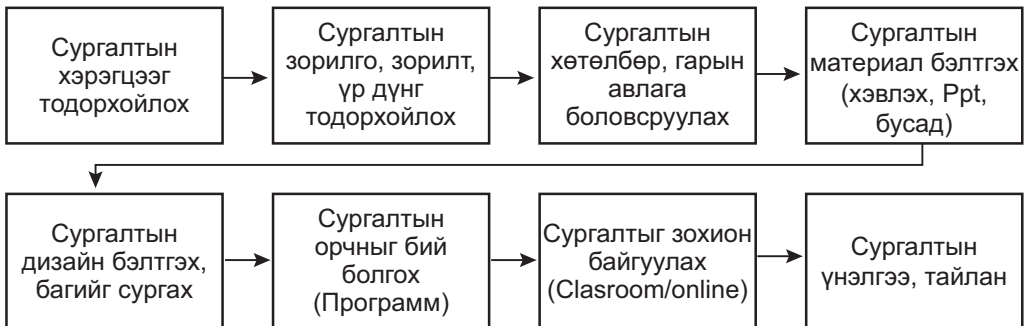 Сургалтын
хэрэгцээг
тодорхойлох
Сургалтын
зорилго, зорилт,
үр дүнг
тодорхойлох
Сургалтын
хөтөлбөр, гарын
авлага
боловсруулах
Сургалтын
материал бэлтгэх
(хэвлэх, Ppt,
бусад)
Сургалтын
дизайн бэлтгэх,
багийг сургах
Сургалтын
орчныг бий
болгох
(Программ)
Сургалтыг зохион
байгуулах
(Clasroom/online)
Сургалтын
үнэлгээ, тайлан